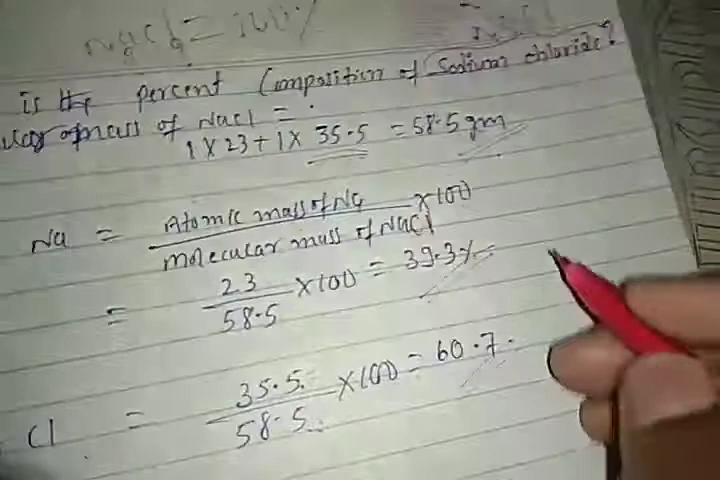 = 100%
is the percent Composition of Sodium chloride?
mass of NaCl =
1 X 23 + 1 X 35.5 = 58.5 gm
Na = Atomic mass of Na X 100
molecular mass of NaCl
= 23 X 100 = 39.3%
58.5
Cl = 35.5 X 100 = 60.7.
58.5